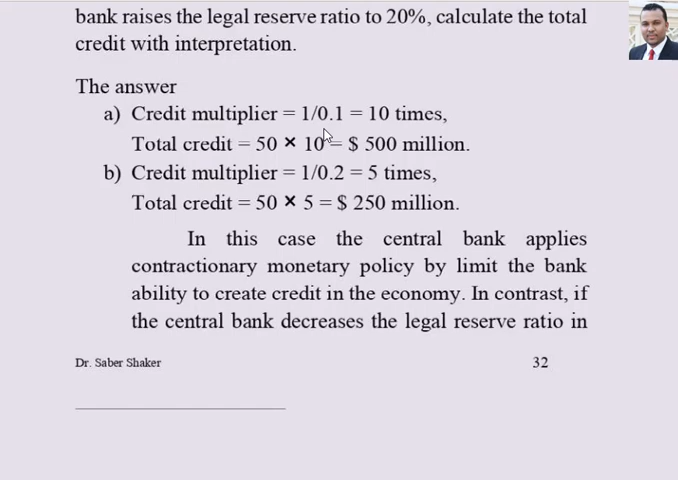 bank raises the legal reserve ratio to 20%, calculate the total
credit with interpretation.
The answer
a) Credit multiplier = 1/0.1 = 10 times,
Total credit = 50 × 10 = $ 500 million.
b) Credit multiplier = 1/0.2 = 5 times,
Total credit = 50 × 5 = $ 250 million.
In this case the central bank applies
contractionary monetary policy by limit the bank
ability to create credit in the economy. In contrast, if
the central bank decreases the legal reserve ratio in
Dr. Saber Shaker 32